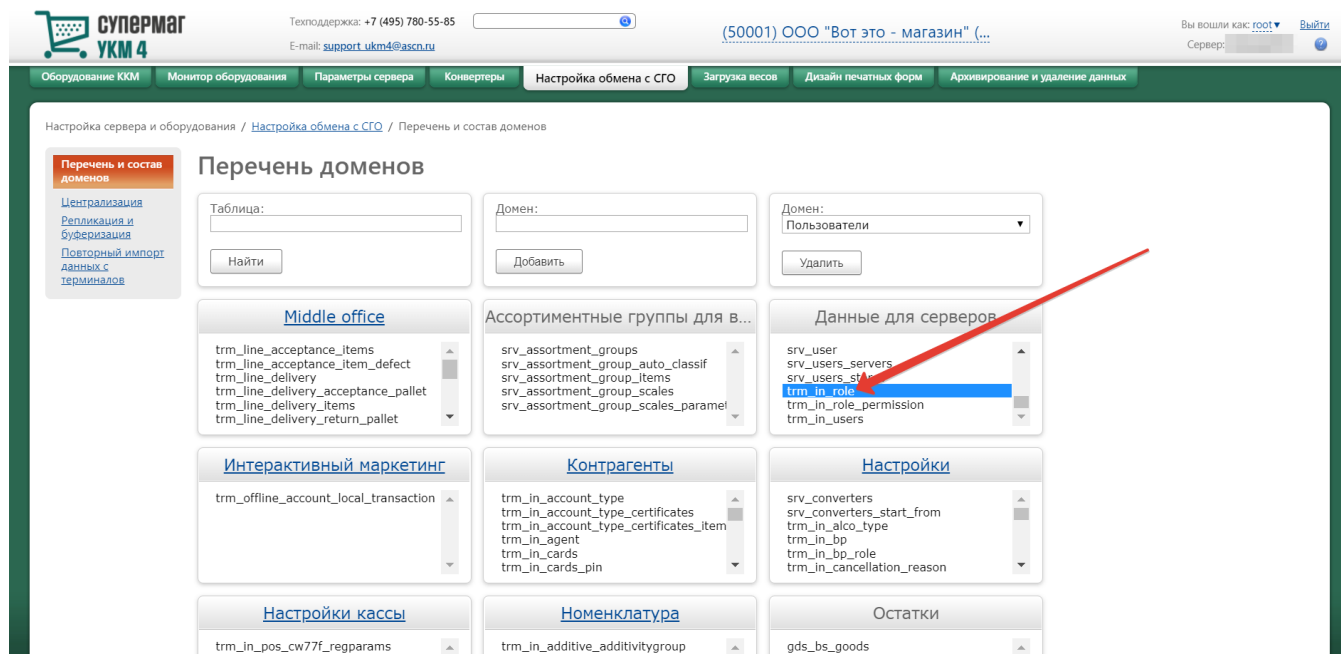 СУПЕРМАГ
УКМ 4
Техподдержка: +7 (495) 780-55-85
E-mail: support_ukm4@ascn.ru
(50001) ООО "Вот это - магазин" (...
Вы вошли как: root▼ Выйти
Сервер:
Оборудование ККМ Монитор оборудования Параметры сервера Конвертеры Настройка обмена с СГО Загрузка весов Дизайн печатных форм Архивирование и удаление данных
Настройка сервера и оборудования / Настройка обмена с СГО / Перечень и состав доменов
Перечень и состав
доменов
Централизация
Репликация и
буферизация
Повторный импорт
данных с
терминалов
Перечень доменов
Таблица:
Найти
Домен:
Добавить
Домен:
Пользователи
Удалить
Middle office
trm_line_acceptance_items
trm_line_acceptance_item_defect
trm_line_delivery
trm_line_delivery_acceptance_pallet
trm_line_delivery_items
trm_line_delivery_return_pallet
Ассортиментные группы для в...
srv_assortment_groups
srv_assortment_group_auto_classif
srv_assortment_group_items
srv_assortment_group_scales
srv_assortment_group_scales_paramet
Данные для серверов
srv_user
srv_users_servers
trm_in_role
trm_in_role_permission
trm_in_users
Интерактивный маркетинг
trm_offline_account_local_transaction
Контрагенты
trm_in_account_type
trm_in_account_type_certificates
trm_in_account_type_certificates_item
trm_in_agent
trm_in_cards
trm_in_cards_pin
Настройки
srv_converters
srv_converters_start_from
trm_in_alco_type
trm_in_bp
trm_in_bp_role
trm_in_cancellation_reason
Настройки кассы
trm_in_pos_cw77f_regparams
Номенклатура
trm_in_additive_additivitygroup
Остатки
gds_bs_goods